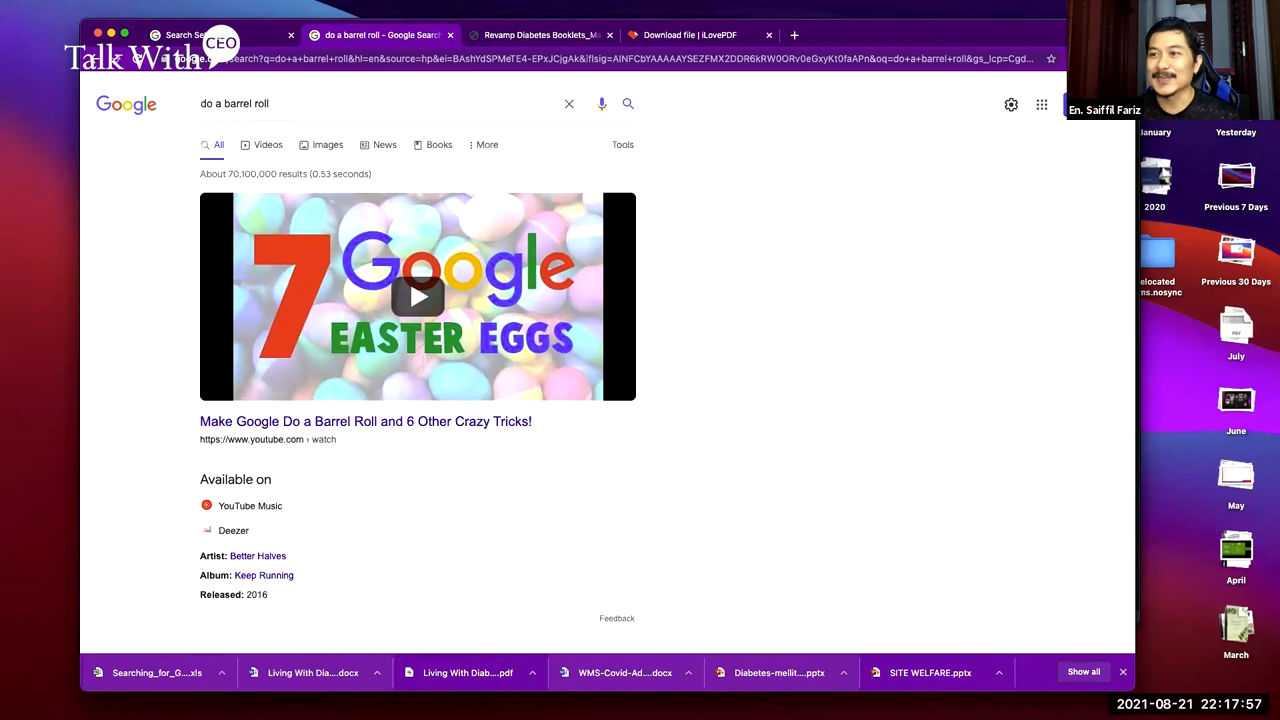 Talk With CEO
Search Se
do a barrel roll - Google Search
Revamp Diabetes Booklets_Ma
Download file | iLovePDF
Google
do a barrel roll
All
Videos
Images
News
Books
More
Tools
About 70,100,000 results (0.53 seconds)
7 Google
EASTER EGGS
Make Google Do a Barrel Roll and 6 Other Crazy Tricks!
https://www.youtube.com › watch
Available on
YouTube Music
Deezer
Artist: Better Halves
Album: Keep Running
Released: 2016
Feedback
Searching_for_G....xls
Living With Dia....docx
Living With Diab....pdf
WMS-Covid-Ad....docx
Diabetes-mellit....pptx
SITE WELFARE.pptx
Show all
En. Saiffil Fariz
January
Yesterday
2020
Previous 7 Days
elocated
ms.nosync
Previous 30 Days
PDF
July
June
May
April
March
2021-08-21 22:17:57